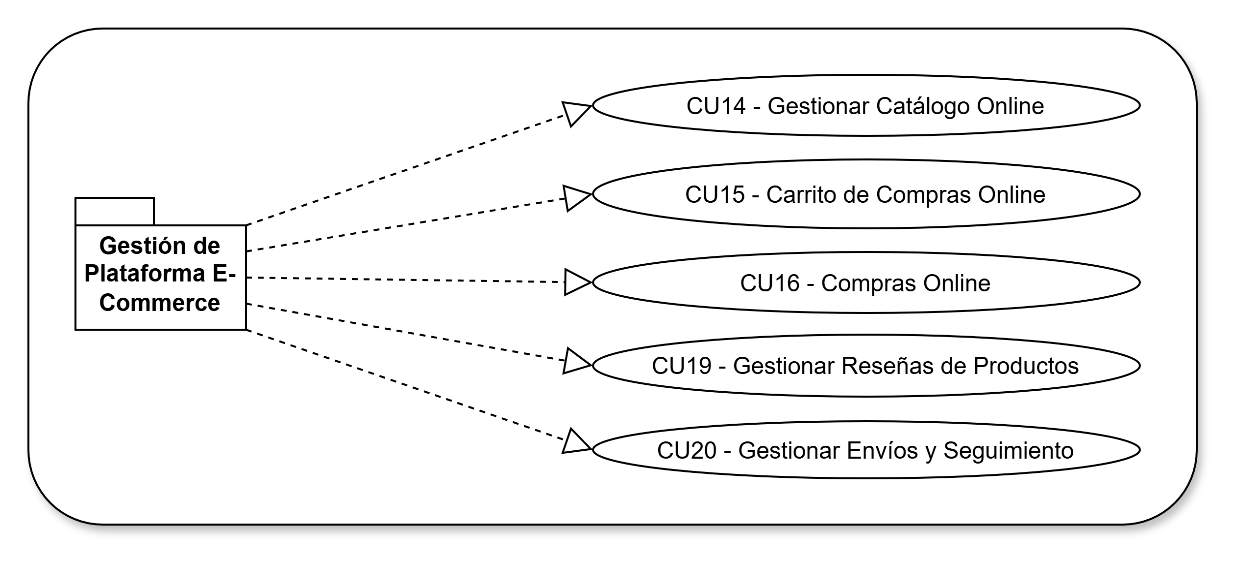 Gestión de
Plataforma E-
Commerce
CU14 - Gestionar Catálogo Online
CU15 - Carrito de Compras Online
CU16 - Compras Online
CU19 - Gestionar Reseñas de Productos
CU20 - Gestionar Envíos y Seguimiento